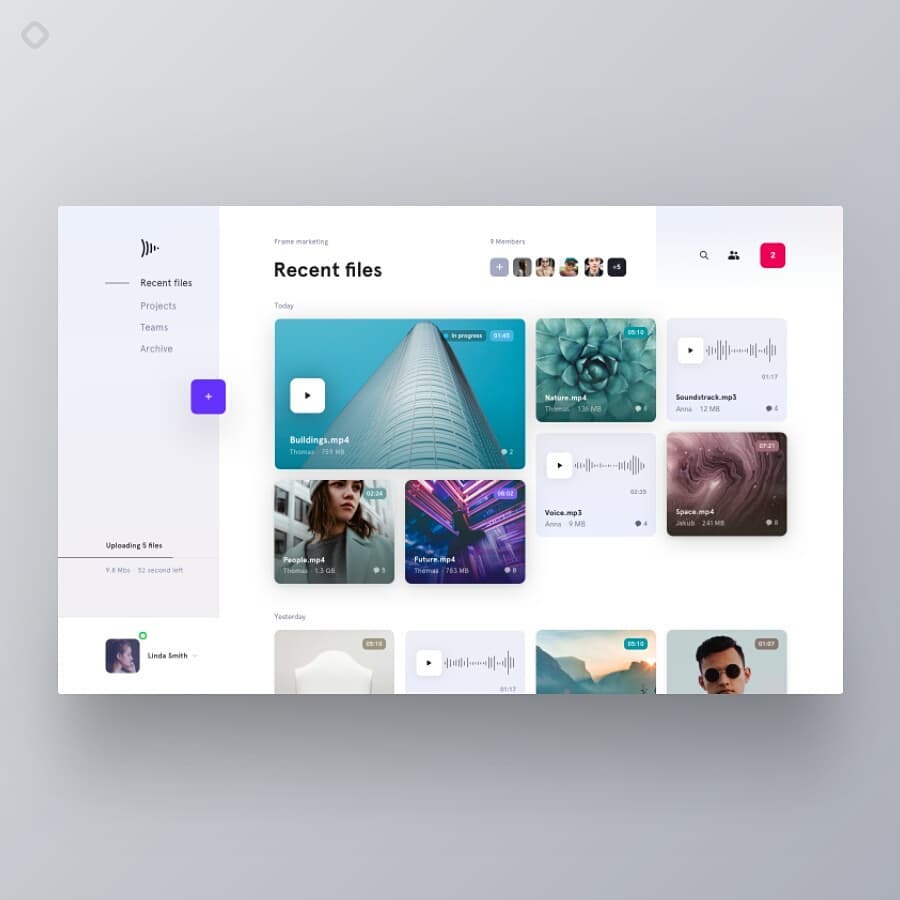 Recent files
Projects
Teams
Archive
+
Uploading 5 files
9.8 Mbs · 52 second left
Linda Smith
Frame marketing
Recent files
9 Members
+
+5
2
Today
In progress
01:45
Buildings.mp4
Thomas · 759 MB
2
05:10
Nature.mp4
Thomas · 136 MB
4
01:17
Soundstrack.mp3
Anna · 12 MB
4
02:35
Voice.mp3
Anna · 9 MB
4
07:21
Space.mp4
Jakub · 241 MB
8
02:24
People.mp4
Thomas · 1.3 GB
5
08:02
Future.mp4
Thomas · 783 MB
8
Yesterday
05:10
01:17
05:10
01:07